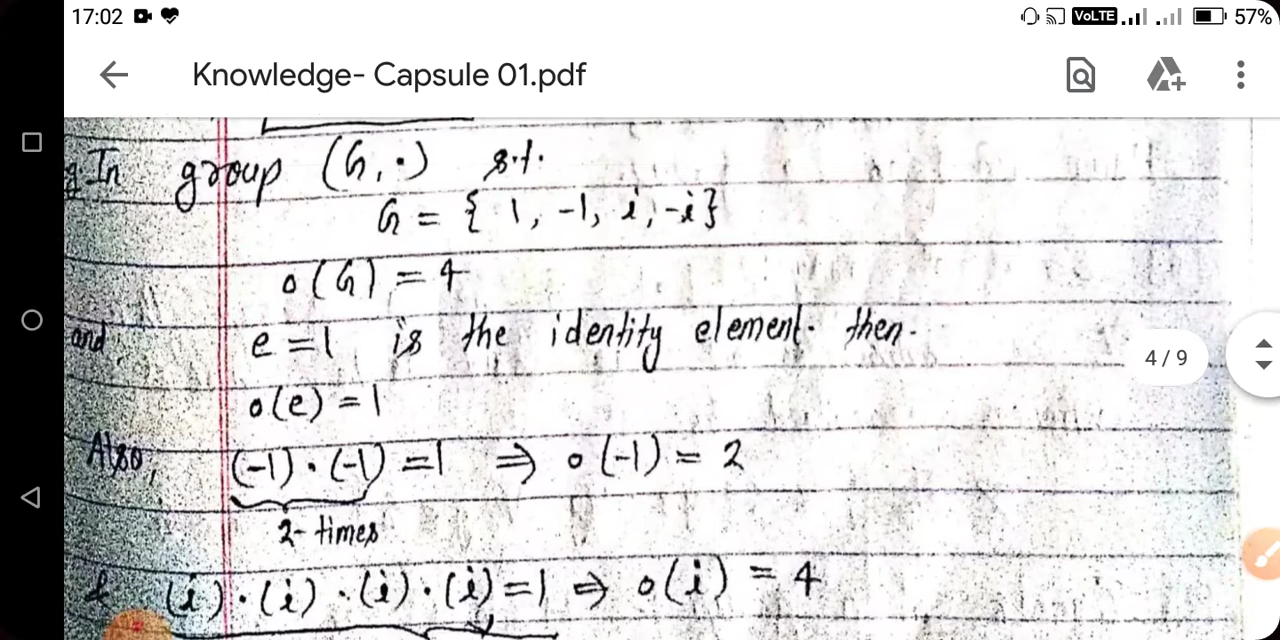 17:02 VoLTE 57%
Knowledge- Capsule 01.pdf
In group (G, ·) s.t.
G = { 1, -1, i, -i}
o(G) = 4
and, e = 1 is the identity element. then.
4 / 9
o(e) = 1
Also, (-1) · (-1) = 1 ⇒ o(-1) = 2
2- times
& (i) · (i) · (i) · (i) = 1 ⇒ o(i) = 4